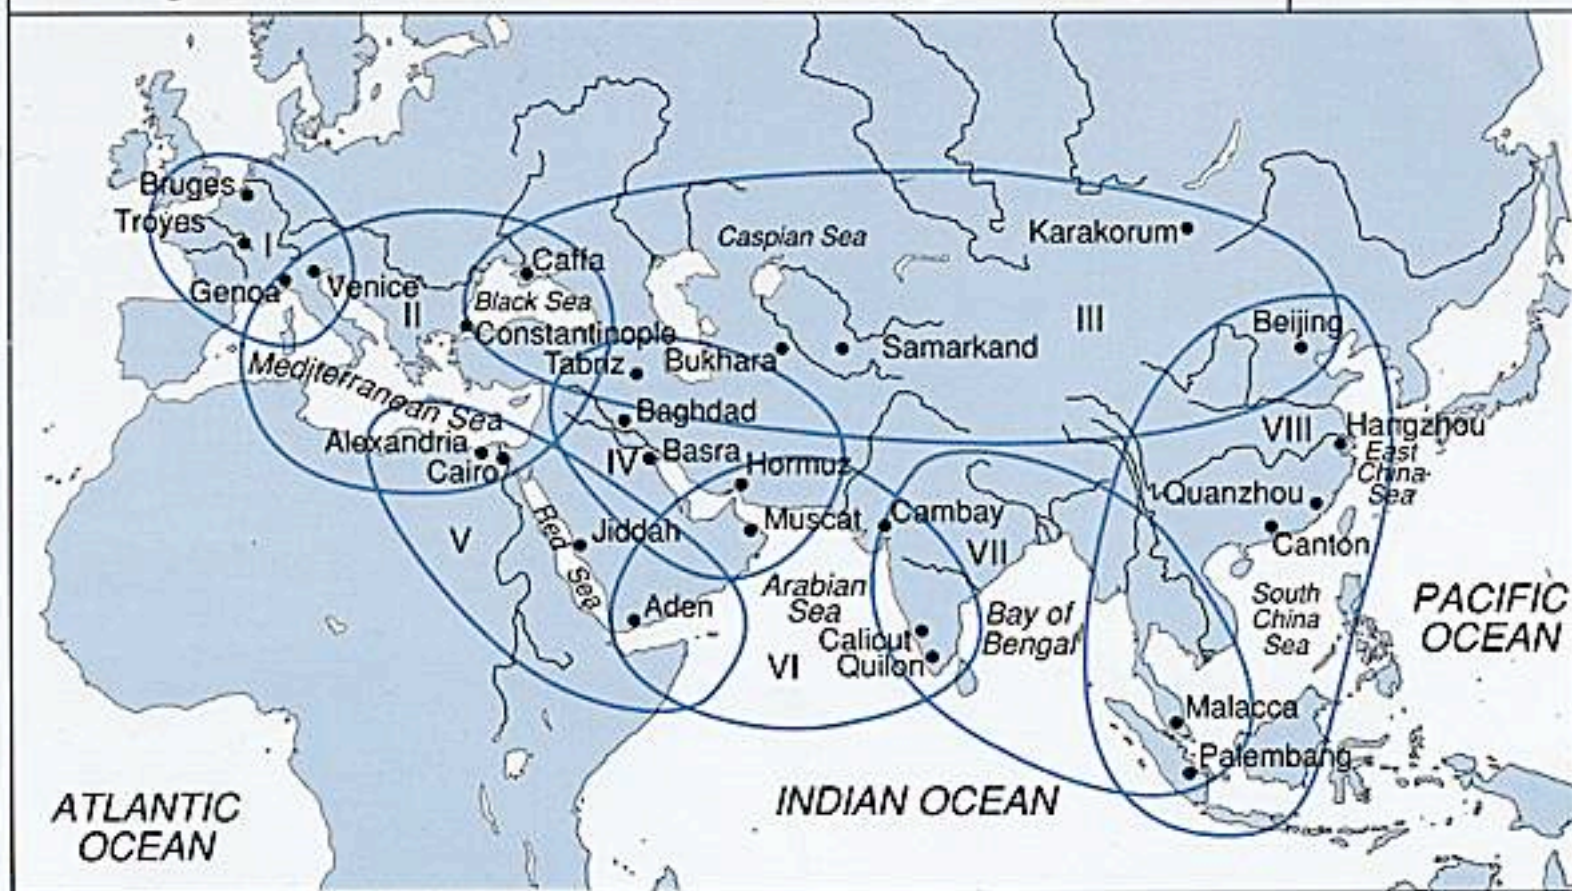 Bruges
Troyes
I
Genoa
Venice
II
Caffa
Black Sea
Constantinople
Caspian Sea
Karakorum
III
Tabriz
Bukhara
Samarkand
Beijing
Mediterranean Sea
Baghdad
Alexandria
Cairo
IV
Basra
Hormuz
VIII
Hangzhou
East
China
Sea
Quanzhou
Canton
V
Red Sea
Jiddah
Muscat
Cambay
VII
Aden
Arabian
Sea
Calicut
Quilon
VI
Bay of
Bengal
South
China
Sea
PACIFIC
OCEAN
Malacca
Palembang
ATLANTIC
OCEAN
INDIAN OCEAN